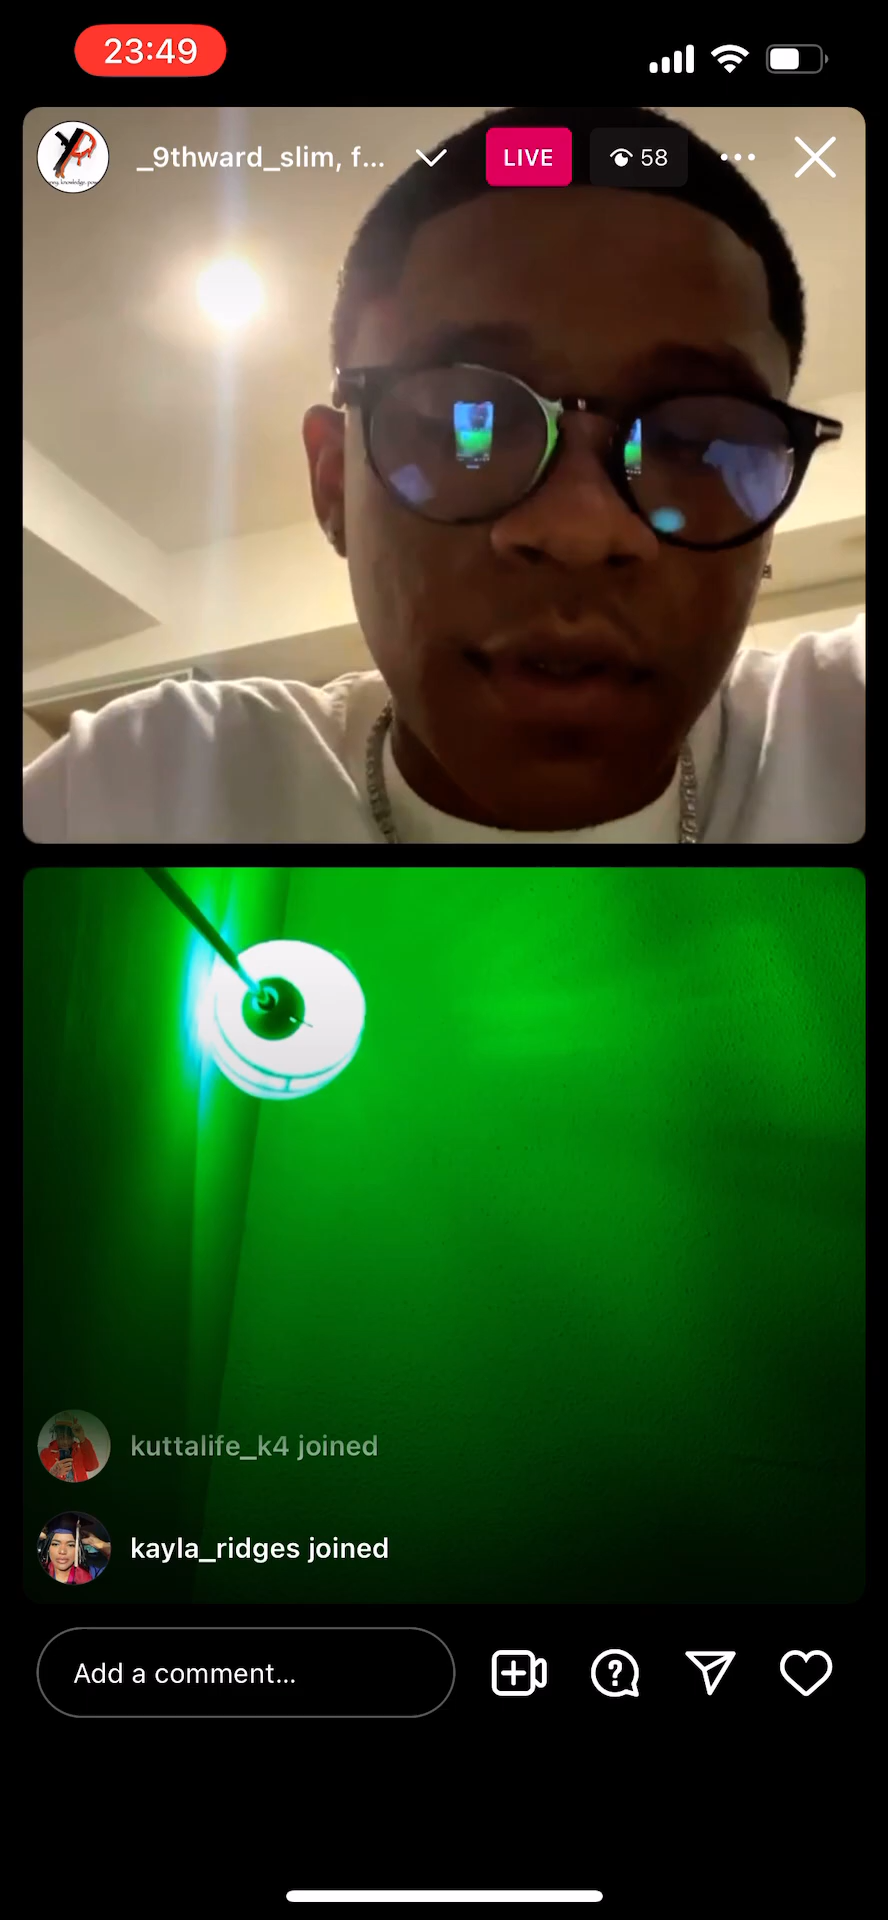 23:49
_9thward_slim, f...
LIVE
58
kuttalife_k4 joined
kayla_ridges joined
Add a comment...